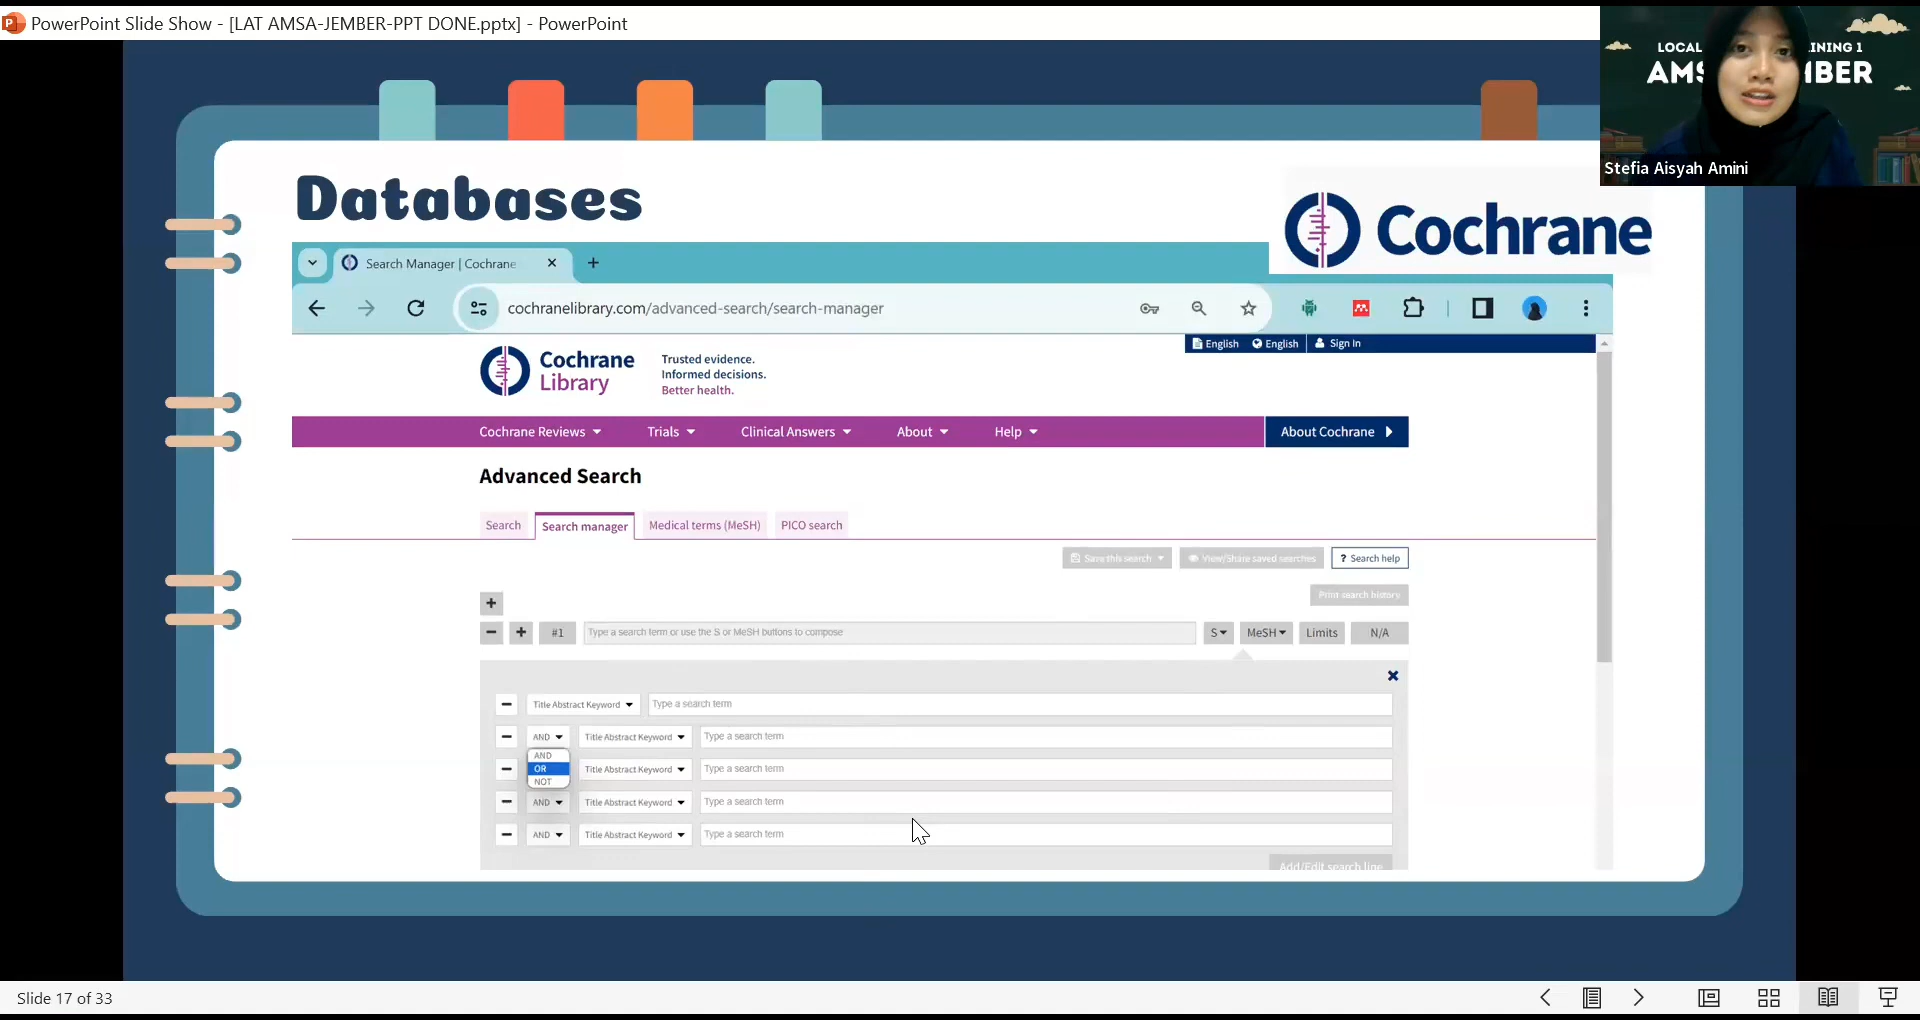 PowerPoint Slide Show - [LAT AMSA-JEMBER-PPT DONE.pptx] - PowerPoint
LOCAL
INING 1
AMS
BER
Stefia Aisyah Amini
Databases
Cochrane
Search Manager | Cochrane
cochranelibrary.com/advanced-search/search-manager
English English Sign In
Cochrane
Library
Trusted evidence.
Informed decisions.
Better health.
Cochrane Reviews Trials Clinical Answers About Help About Cochrane
Advanced Search
Search Search manager Medical terms (MeSH) PICO search
Save this search View/Share saved searches ? Search help
Print search history
+
− + #1 Type a search term or use the S or MeSH buttons to compose S MeSH Limits N/A
− Title Abstract Keyword Type a search term
− AND Title Abstract Keyword Type a search term
AND
OR
NOT
− Title Abstract Keyword Type a search term
− AND Title Abstract Keyword Type a search term
− AND Title Abstract Keyword Type a search term
Add/Edit search line
Slide 17 of 33